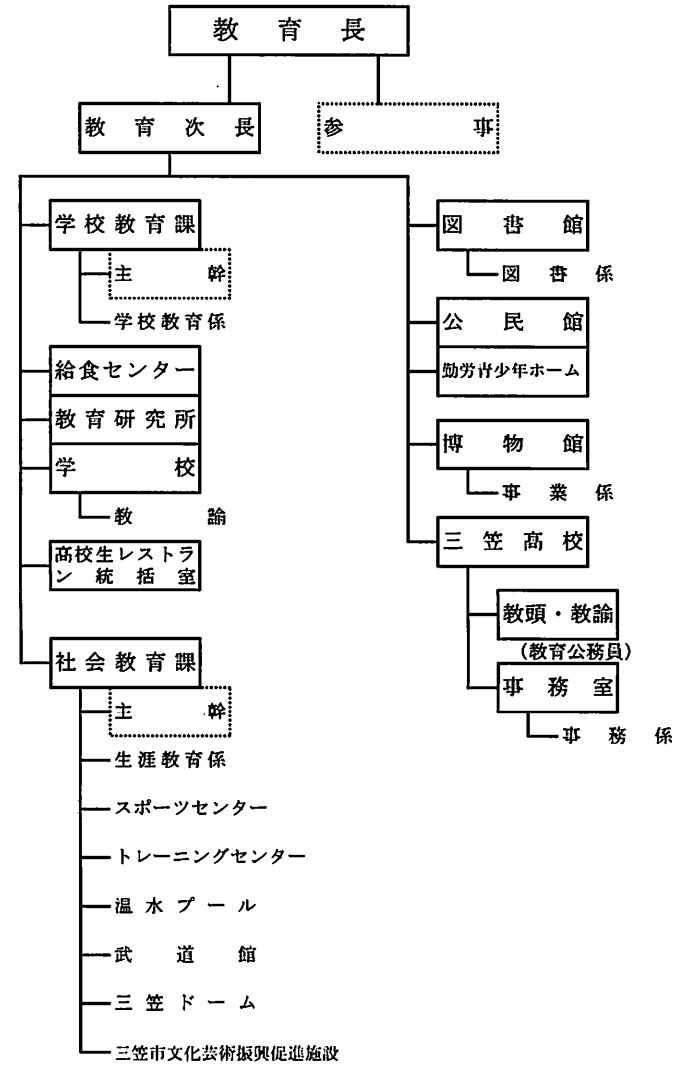 教育長
教育次長
参事
学校教育課
主幹
学校教育係
給食センター
教育研究所
学校
教諭
高校生レストラ
ン統括室
社会教育課
主幹
生涯教育係
スポーツセンター
トレーニングセンター
温水プール
武道館
三笠ドーム
三笠市文化芸術振興促進施設
図書館
図書係
公民館
勤労青少年ホーム
博物館
事業係
三笠高校
教頭・教諭
(教育公務員)
事務室
事務係